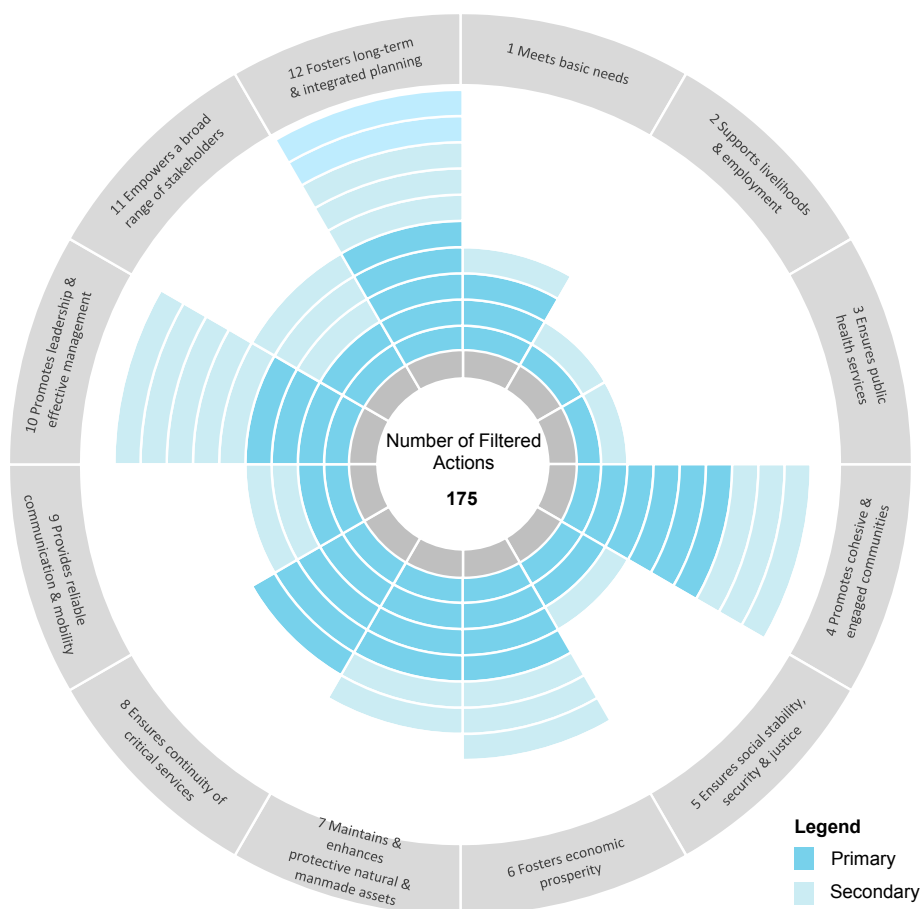 12 Fosters long-term
& integrated planning
1 Meets basic needs
2 Supports livelihoods
& employment
3 Ensures public
health services
4 Promotes cohesive &
engaged communities
5 Ensures social stability,
security & justice
6 Fosters economic
prosperity
7 Maintains &
enhances
protective natural &
manmade assets
8 Ensures continuity of
critical services
9 Provides reliable
communication & mobility
10 Promotes leadership &
effective management
11 Empowers a broad
range of stakeholders
Number of Filtered
Actions
175
Legend
Primary
Secondary